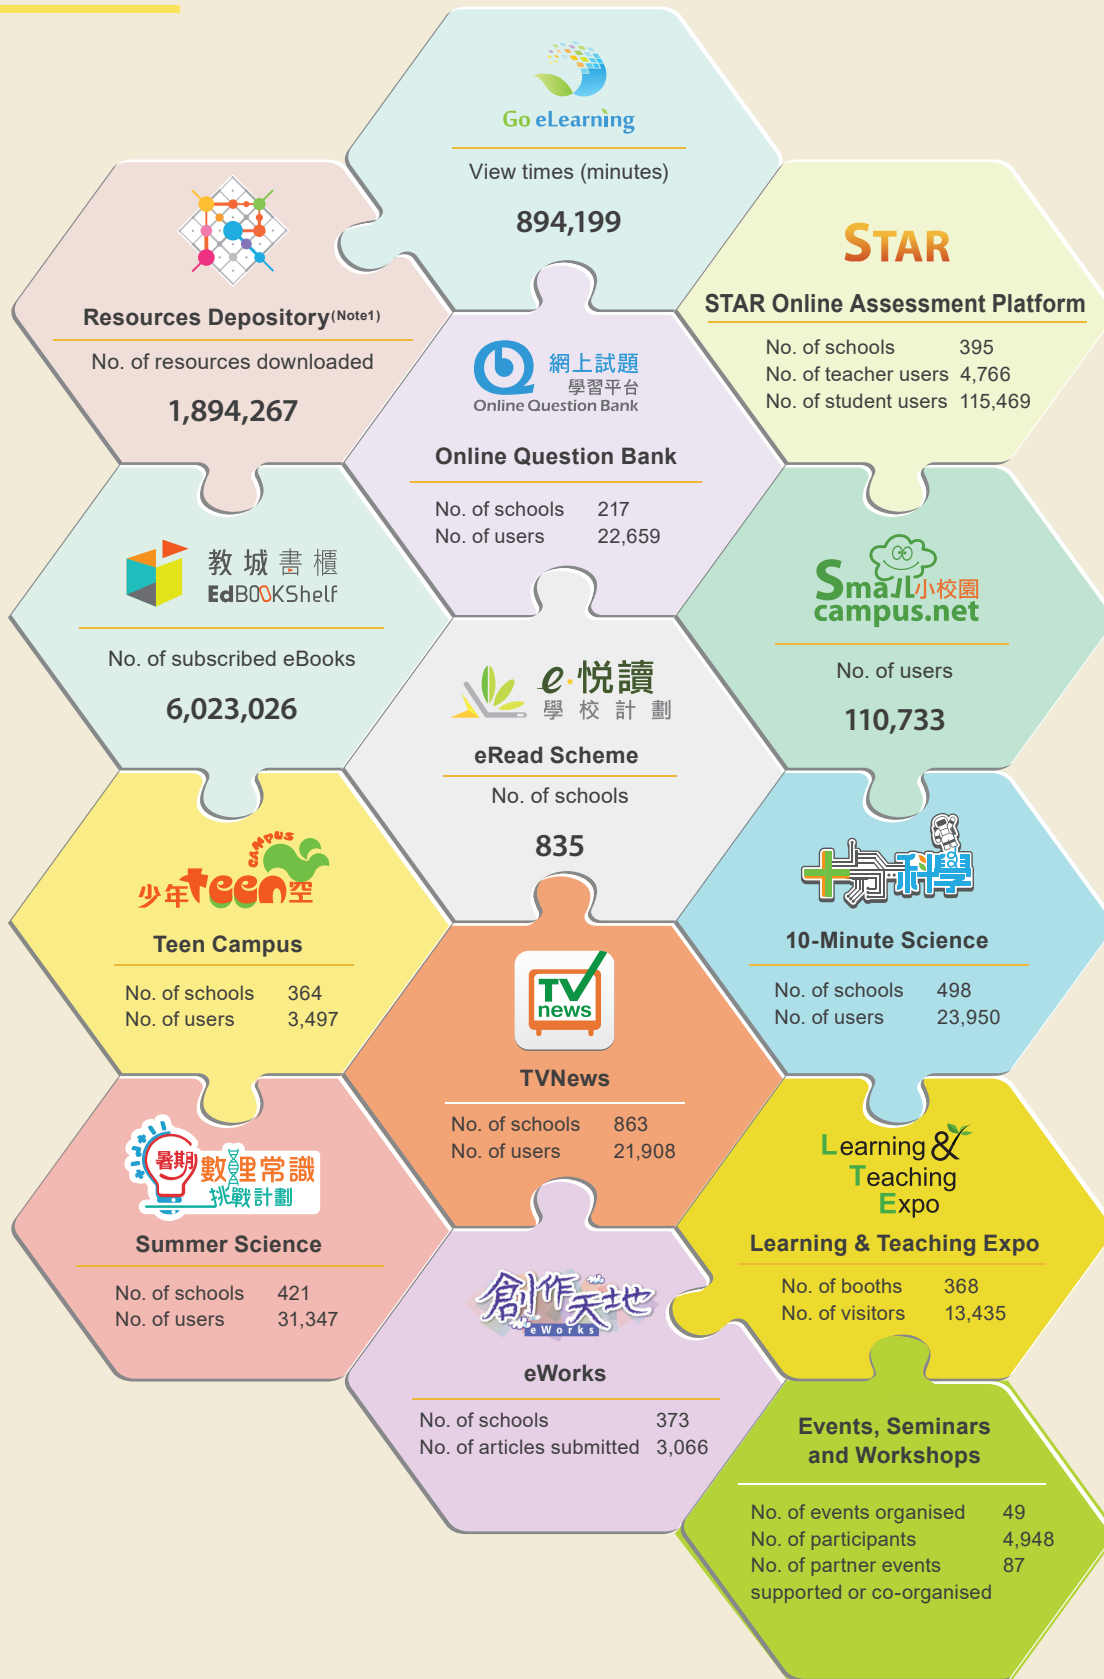 Go eLearning
View times (minutes)
894,199
Resources Depository(Note1)
No. of resources downloaded
1,894,267
STAR
STAR Online Assessment Platform
No. of schools 395
No. of teacher users 4,766
No. of student users 115,469
網上試題
學習平台
Online Question Bank
Online Question Bank
No. of schools 217
No. of users 22,659
教城書櫃
EdBOOKShelf
No. of subscribed eBooks
6,023,026
Small小校園
campus.net
No. of users
110,733
e·悦讀
學校計劃
eRead Scheme
No. of schools
835
CAMPUS
少年Teen空
Teen Campus
No. of schools 364
No. of users 3,497
十分科學
10-Minute Science
No. of schools 498
No. of users 23,950
TV
news
TVNews
No. of schools 863
No. of users 21,908
暑期數理常識
挑戰計劃
Summer Science
No. of schools 421
No. of users 31,347
Learning &
Teaching
Expo
Learning & Teaching Expo
No. of booths 368
No. of visitors 13,435
創作天地
eWorks
eWorks
No. of schools 373
No. of articles submitted 3,066
Events, Seminars
and Workshops
No. of events organised 49
No. of participants 4,948
No. of partner events 87
supported or co-organised